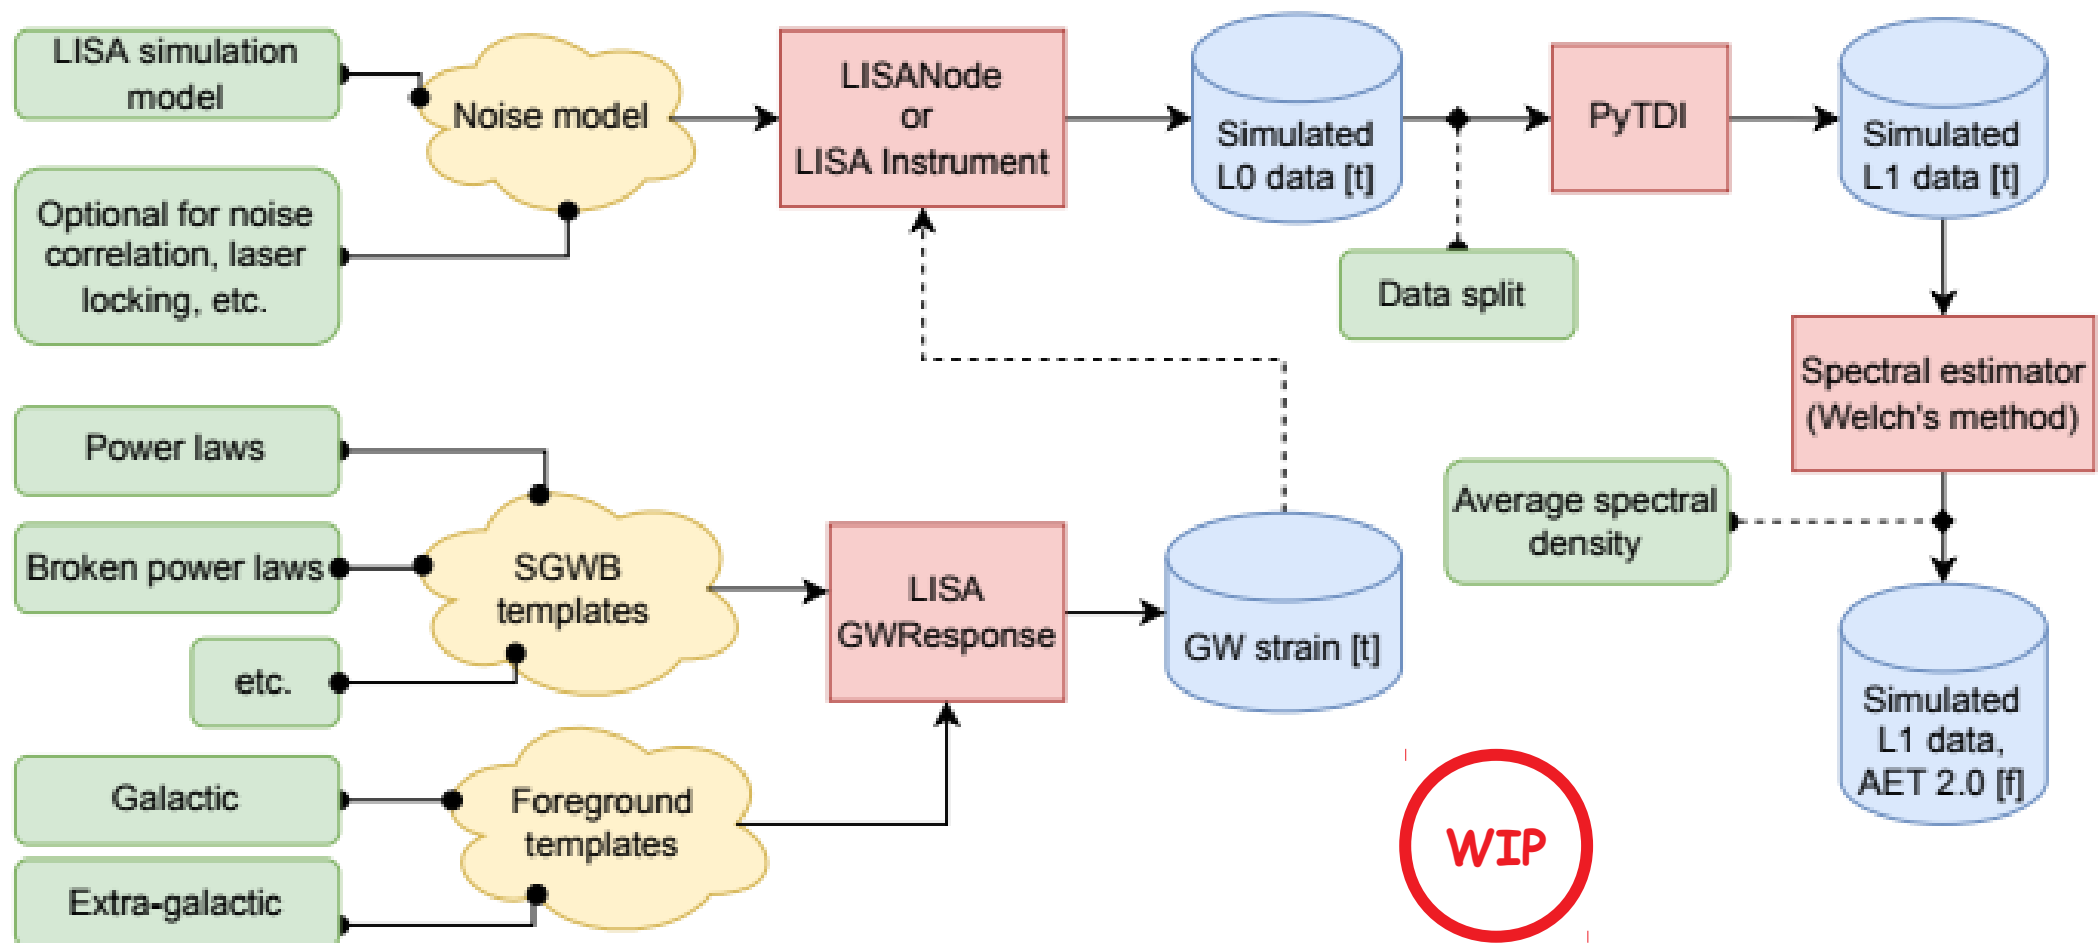 LISA simulation
model
Noise model
LISANode
or
LISA Instrument
Simulated
L0 data [t]
PyTDI
Simulated
L1 data [t]
Optional for noise
correlation, laser
locking, etc.
Data split
Spectral estimator
(Welch's method)
Power laws
Broken power laws
etc.
SGWB
templates
LISA
GWResponse
GW strain [t]
Average spectral
density
Simulated
L1 data,
AET 2.0 [f]
Galactic
Extra-galactic
Foreground
templates
WIP